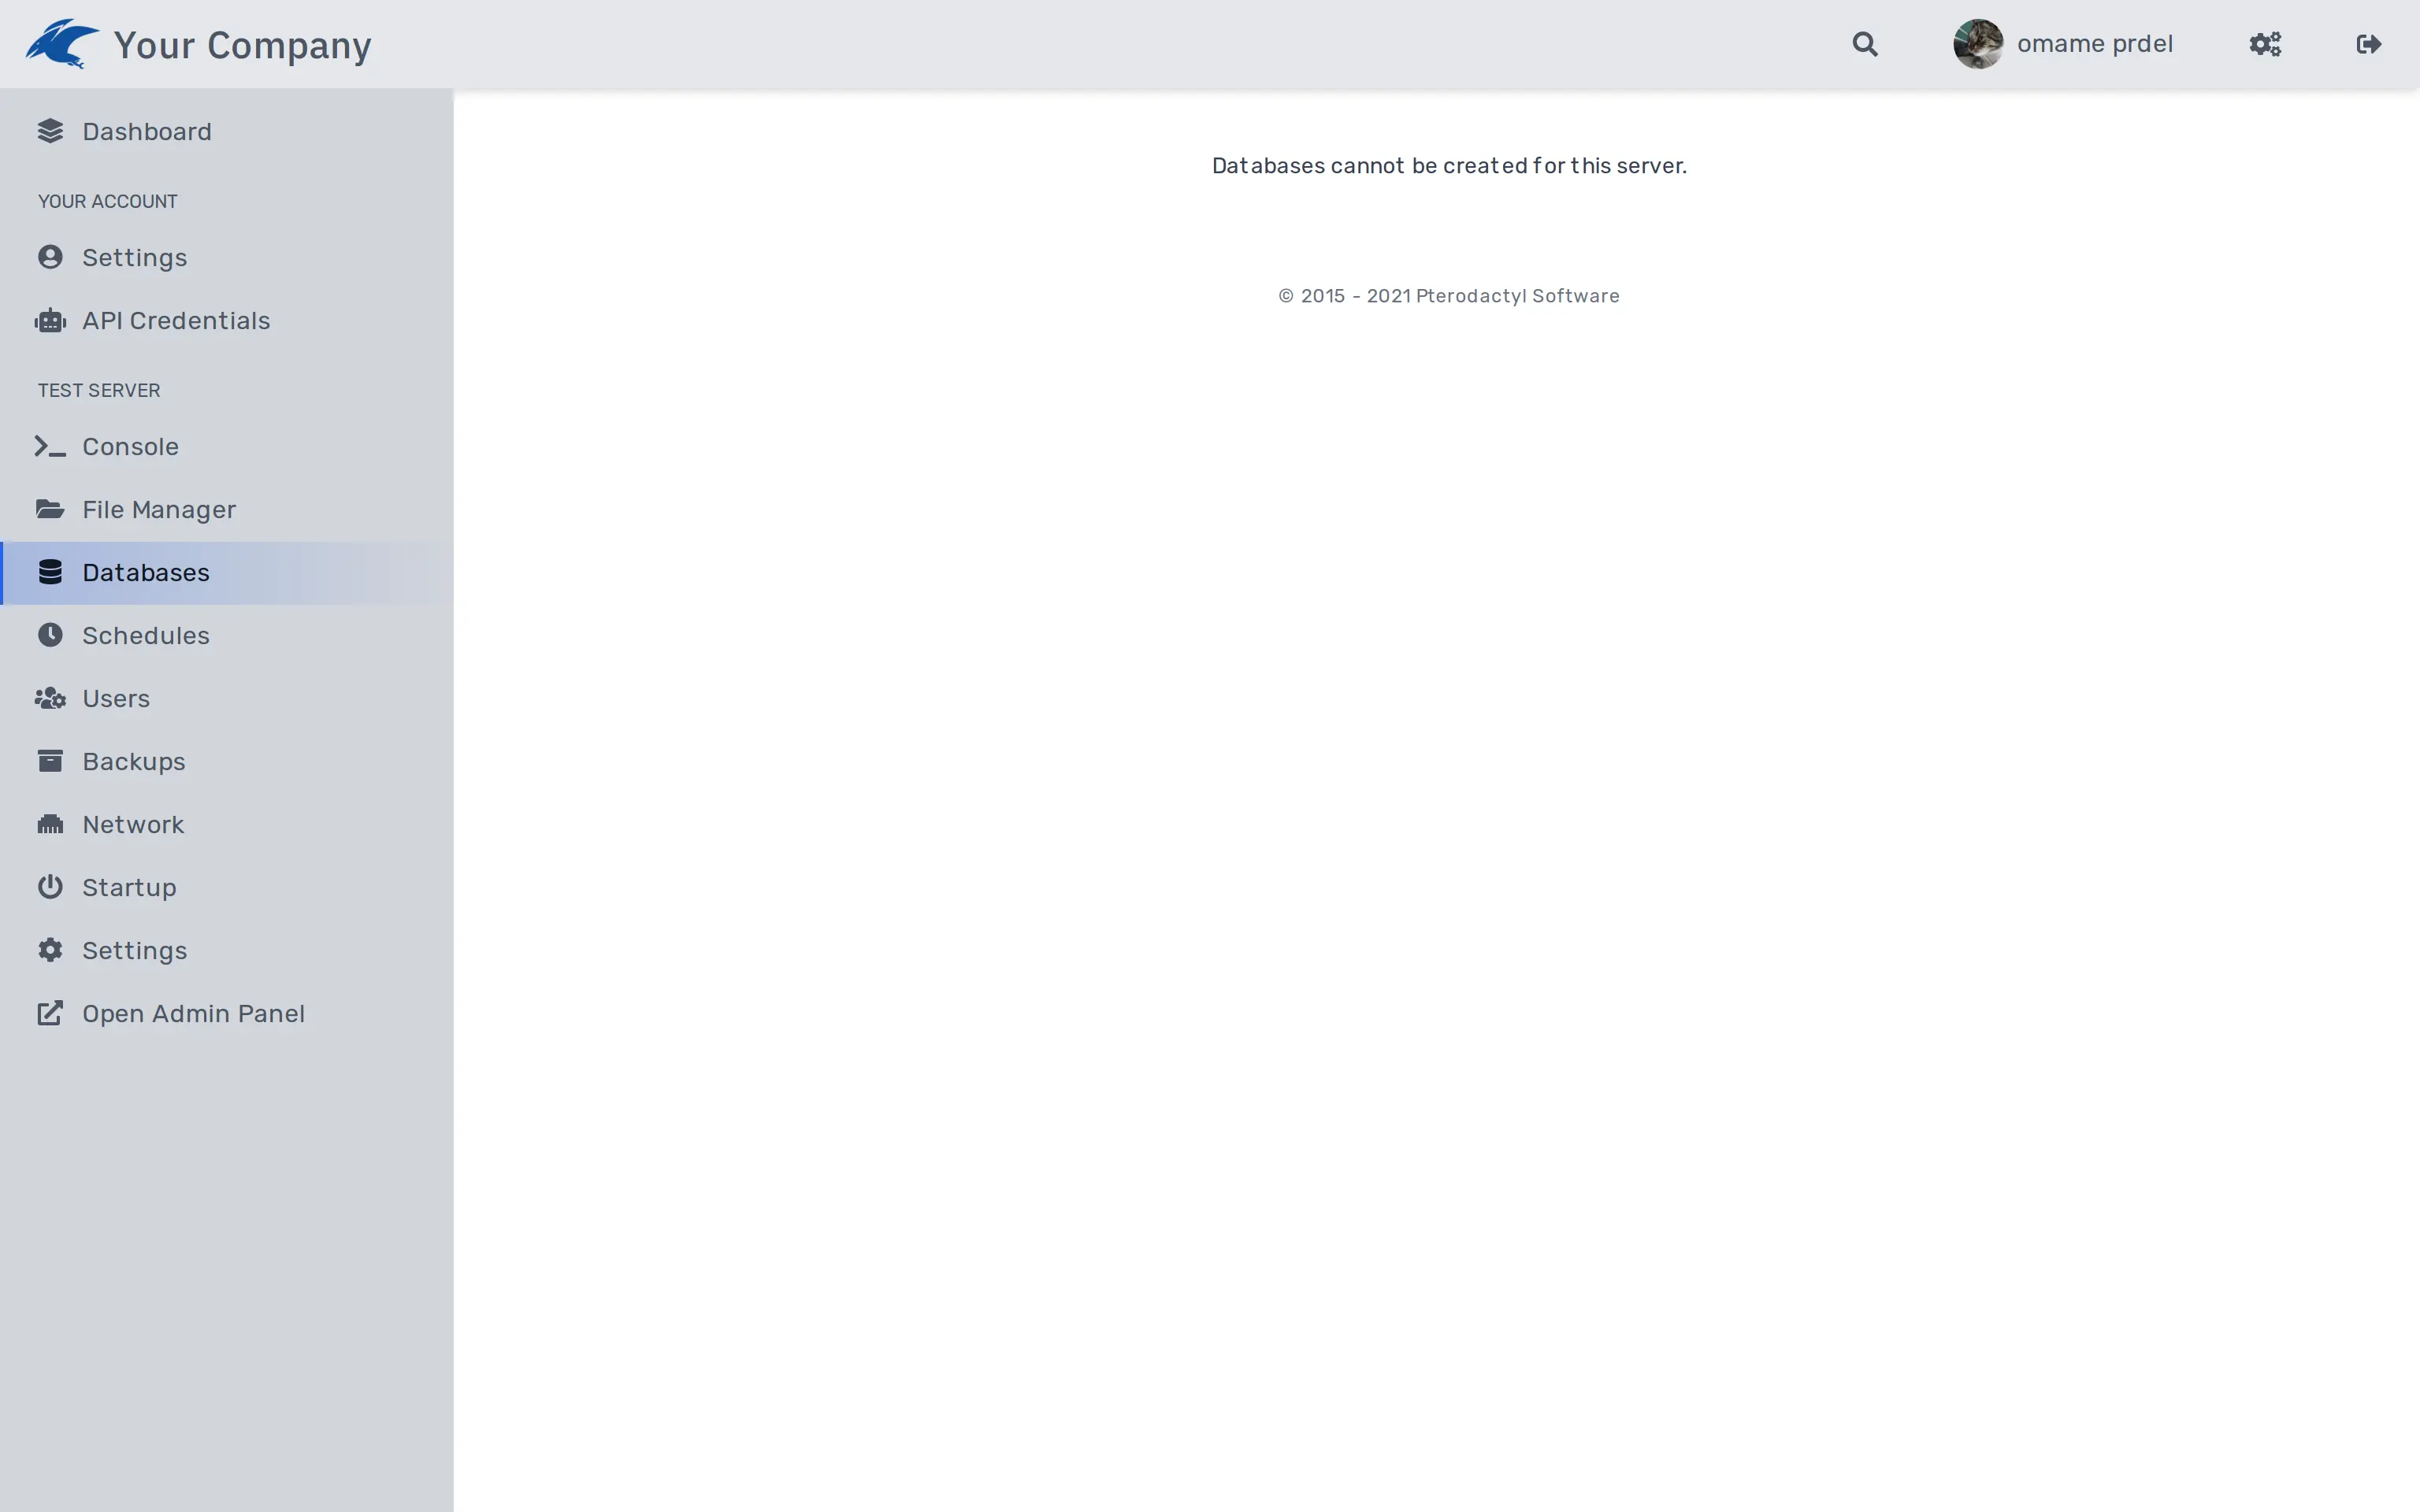 Your Company
omame prdel
Dashboard
YOUR ACCOUNT
Settings
API Credentials
TEST SERVER
Console
File Manager
Databases
Schedules
Users
Backups
Network
Startup
Settings
Open Admin Panel
Databases cannot be created for this server.
© 2015 - 2021 Pterodactyl Software